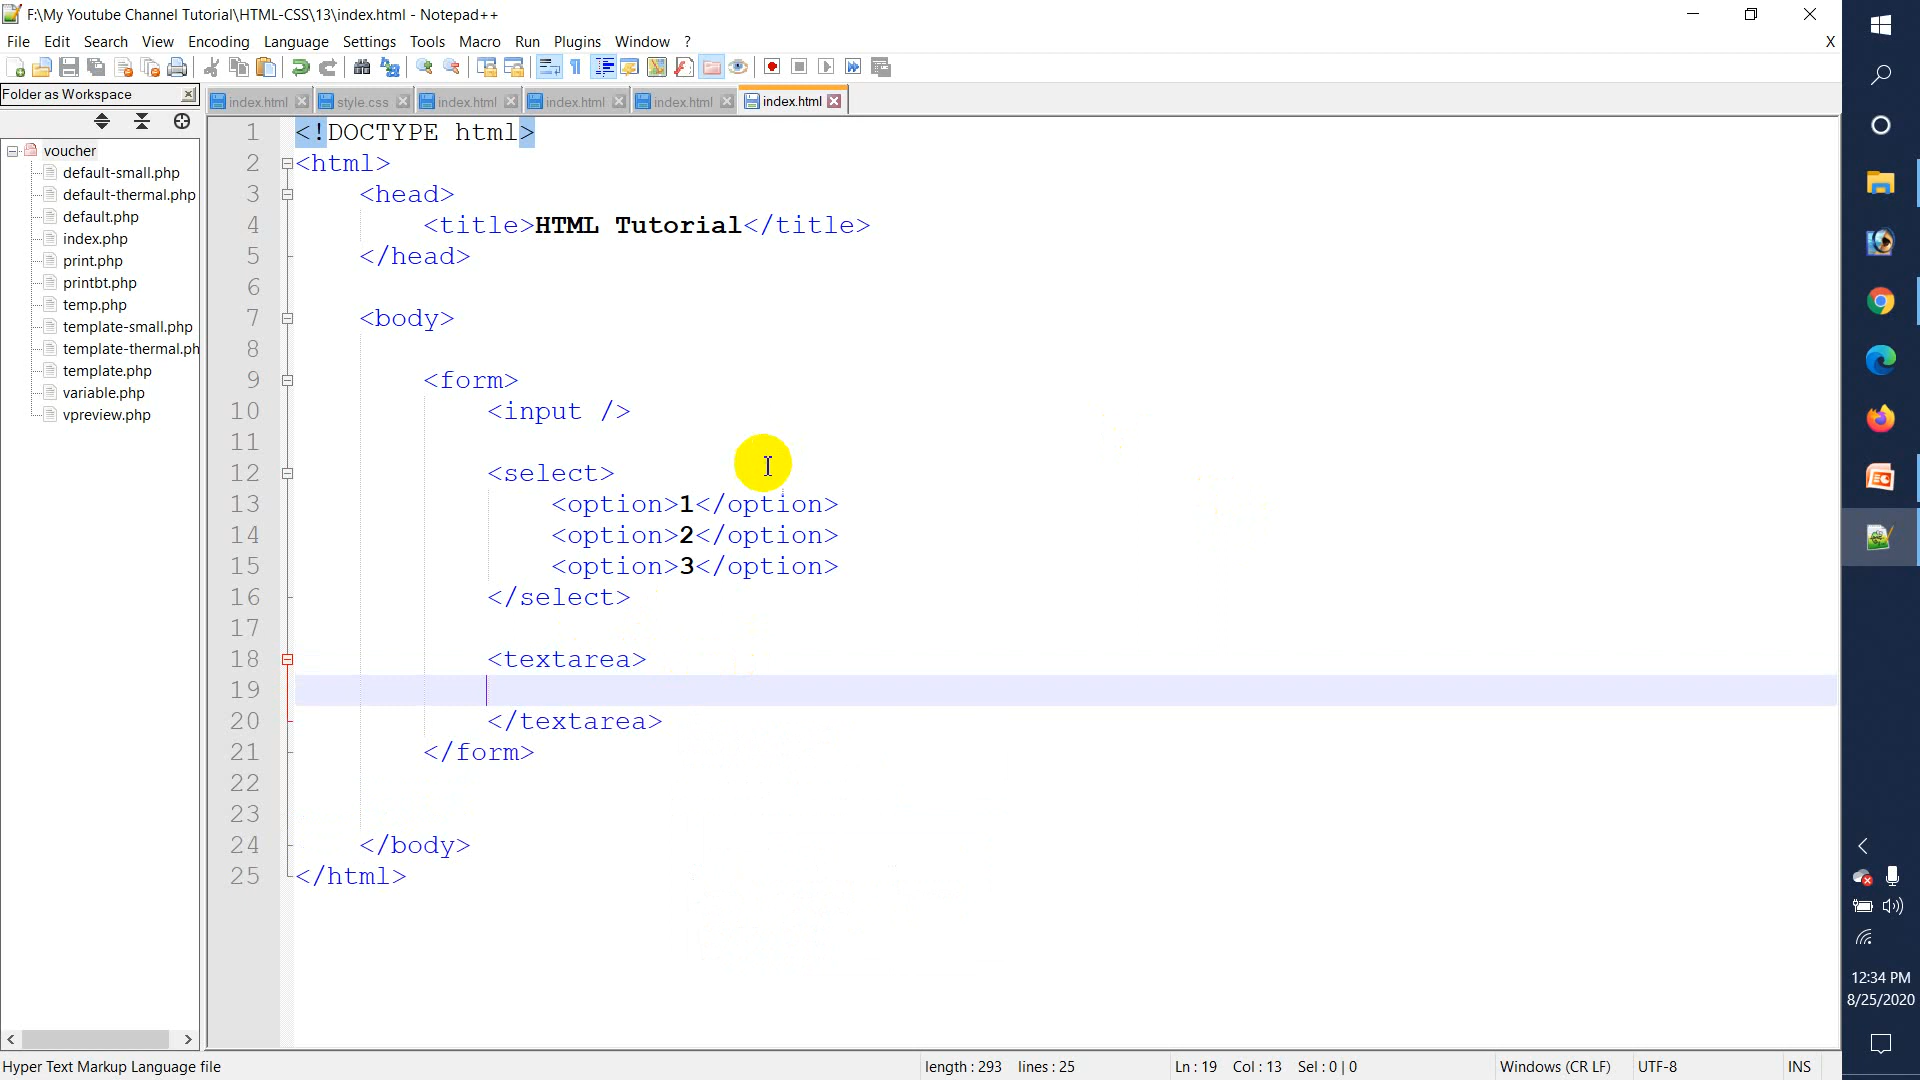 F:\My Youtube Channel Tutorial\HTML-CSS\13\index.html - Notepad++
File Edit Search View Encoding Language Settings Tools Macro Run Plugins Window ? X
Folder as Workspace
index.html style.css index.html index.html index.html index.html
voucher
default-small.php
default-thermal.php
default.php
index.php
print.php
printbt.php
temp.php
template-small.php
template-thermal.ph
template.php
variable.php
vpreview.php
1 <!DOCTYPE html>
2 <html>
3 <head>
4 <title>HTML Tutorial</title>
5 </head>
6
7 <body>
8
9 <form>
10 <input />
11
12 <select>
13 <option>1</option>
14 <option>2</option>
15 <option>3</option>
16 </select>
17
18 <textarea>
19
20 </textarea>
21 </form>
22
23
24 </body>
25 </html>
12:34 PM
8/25/2020
Hyper Text Markup Language file length : 293 lines : 25 Ln : 19 Col : 13 Sel : 0 | 0 Windows (CR LF) UTF-8 INS